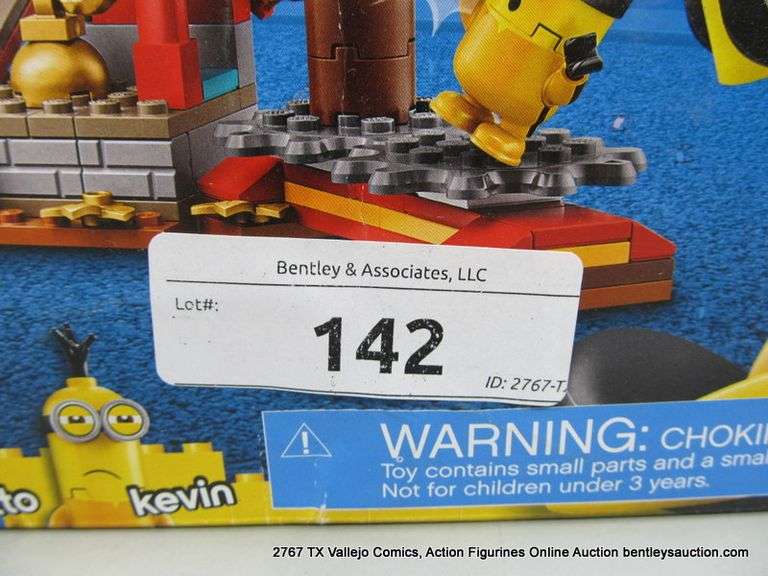 Bentley & Associates, LLC
Lot#:
142
ID: 2767-T
WARNING: CHOKI
Toy contains small parts and a smal
Not for children under 3 years.
to
kevin
2767 TX Vallejo Comics, Action Figurines Online Auction bentleysauction.com